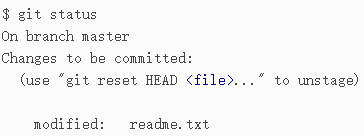 $ git status
On branch master
Changes to be committed:
  (use "git reset HEAD <file>..." to unstage)
    modified:   readme.txt